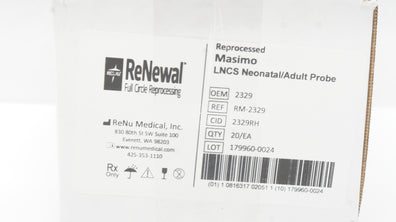 MEDLINE
ReNewal
Full Circle Reprocessing
ReNu Medical, Inc.
830 80th St SW Suite 100
Everett, WA 98203
www.renumedical.com
425-353-1110
Rx
Only
Reprocessed
Masimo
LNCS Neonatal/Adult Probe
OEM 2329
REF RM-2329
CID 2329RH
QTY 20/EA
LOT 179960-0024
(01) 1 0816317 02051 1 (10) 179960-0024